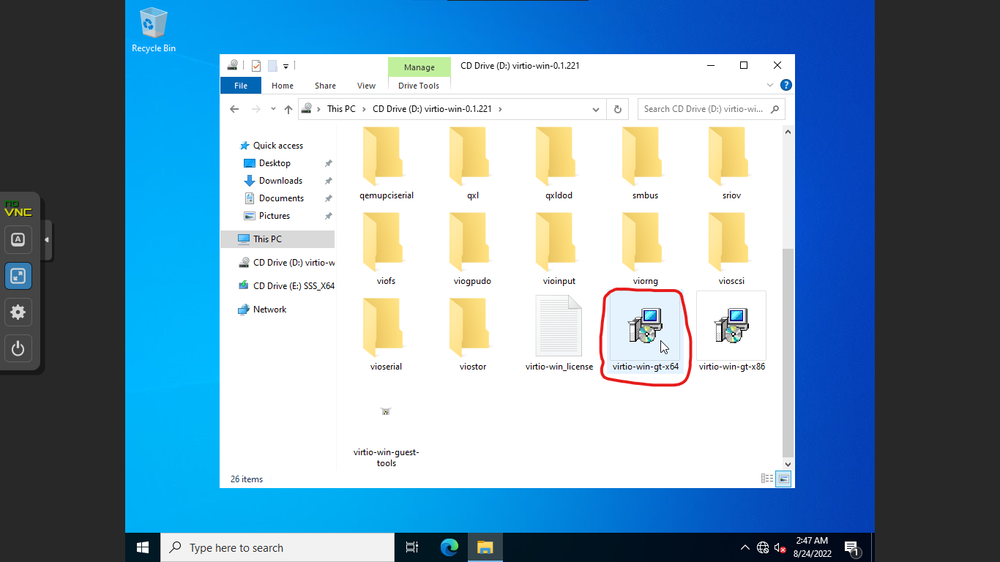 Recycle Bin
Manage
CD Drive (D:) virtio-win-0.1.221
File
Home
Share
View
Drive Tools
?
This PC
CD Drive (D:) virtio-win-0.1.221
Search CD Drive (D:) virtio-wi...
Quick access
Desktop
Downloads
Documents
Pictures
This PC
CD Drive (D:) virtio-w
CD Drive (E:) SSS_X64
Network
qemupciserial
qxl
qxldod
smbus
sriov
viofs
viogpudo
vioinput
viorng
vioscsi
vioserial
viostor
virtio-win_license
virtio-win-gt-x64
virtio-win-gt-x86
virtio-win-guest-
tools
26 items
no
VNC
A
Type here to search
2:47 AM
8/24/2022
1